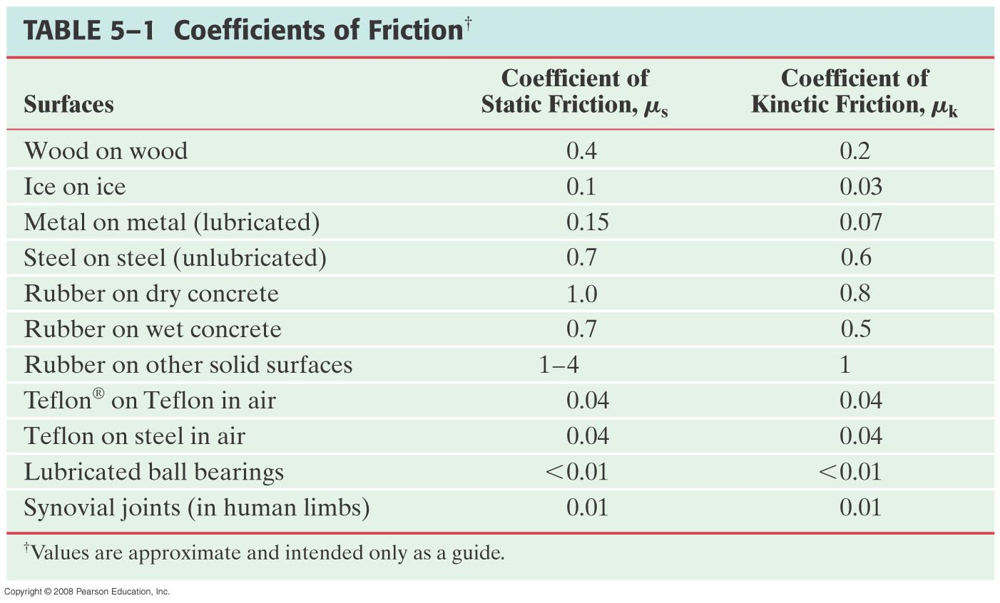 TABLE 5–1 Coefficients of Friction†
Surfaces Coefficient of Static Friction, μs Coefficient of Kinetic Friction, μk
Wood on wood 0.4 0.2
Ice on ice 0.1 0.03
Metal on metal (lubricated) 0.15 0.07
Steel on steel (unlubricated) 0.7 0.6
Rubber on dry concrete 1.0 0.8
Rubber on wet concrete 0.7 0.5
Rubber on other solid surfaces 1–4 1
Teflon® on Teflon in air 0.04 0.04
Teflon on steel in air 0.04 0.04
Lubricated ball bearings <0.01 <0.01
Synovial joints (in human limbs) 0.01 0.01
†Values are approximate and intended only as a guide.
Copyright © 2008 Pearson Education, Inc.